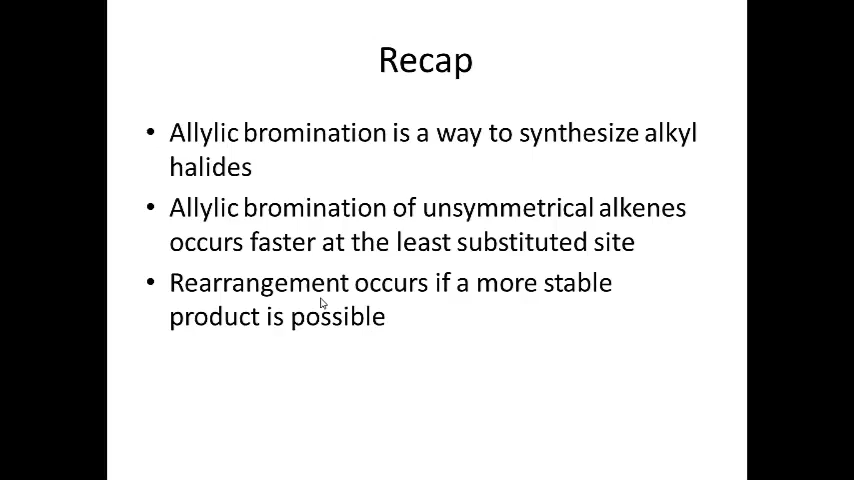 Recap
• Allylic bromination is a way to synthesize alkyl
halides
• Allylic bromination of unsymmetrical alkenes
occurs faster at the least substituted site
• Rearrangement occurs if a more stable
product is possible